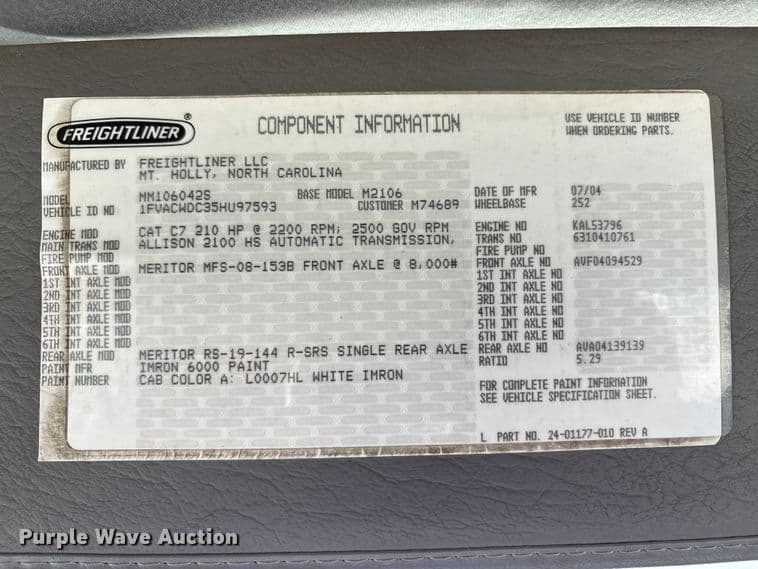 FREIGHTLINER ®
COMPONENT INFORMATION
USE VEHICLE ID NUMBER
WHEN ORDERING PARTS.
MANUFACTURED BY FREIGHTLINER LLC
MT. HOLLY, NORTH CAROLINA
MODEL MM106042S BASE MODEL M2106 DATE OF MFR 07/04
VEHICLE ID NO 1FVACWDC35HU97593 CUSTOMER M74689 WHEELBASE 252
ENGINE MOD CAT C7 210 HP @ 2200 RPM; 2500 GOV RPM ENGINE NO KAL53796
MAIN TRANS MOD ALLISON 2100 HS AUTOMATIC TRANSMISSION, TRANS NO 6310410761
FIRE PUMP MOD FIRE PUMP NO
FRONT AXLE MOD MERITOR MFS-08-153B FRONT AXLE @ 8,000# FRONT AXLE NO AVF04094529
1ST INT AXLE MOD 1ST INT AXLE NO
2ND INT AXLE MOD 2ND INT AXLE NO
3RD INT AXLE MOD 3RD INT AXLE NO
4TH INT AXLE MOD 4TH INT AXLE NO
5TH INT AXLE MOD 5TH INT AXLE NO
6TH INT AXLE MOD 6TH INT AXLE NO
REAR AXLE MOD MERITOR RS-19-144 R-SRS SINGLE REAR AXLE REAR AXLE NO AVA04139139
PAINT MFR IMRON 6000 PAINT RATIO 5.29
PAINT NUMBER CAB COLOR A: L0007HL WHITE IMRON
FOR COMPLETE PAINT INFORMATION
SEE VEHICLE SPECIFICATION SHEET.
L PART NO. 24-01177-010 REV A
Purple Wave Auction